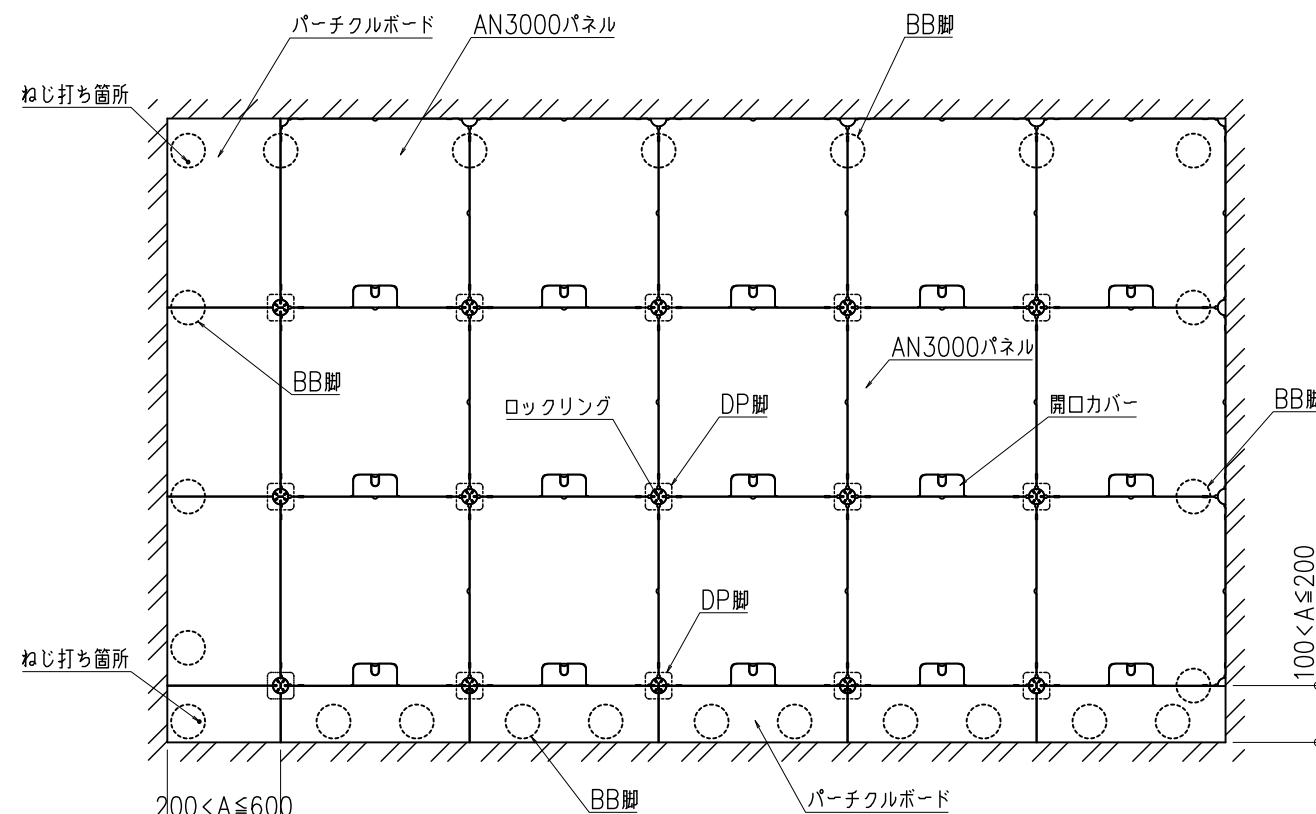 パーチクルボード
AN3000パネル
BB脚
ねじ打ち箇所
AN3000パネル
BB脚
ロックリング
DP脚
開口カバー
BB脚
DP脚
100<A≦200
ねじ打ち箇所
200<A≦600
BB脚
パーチクルボード